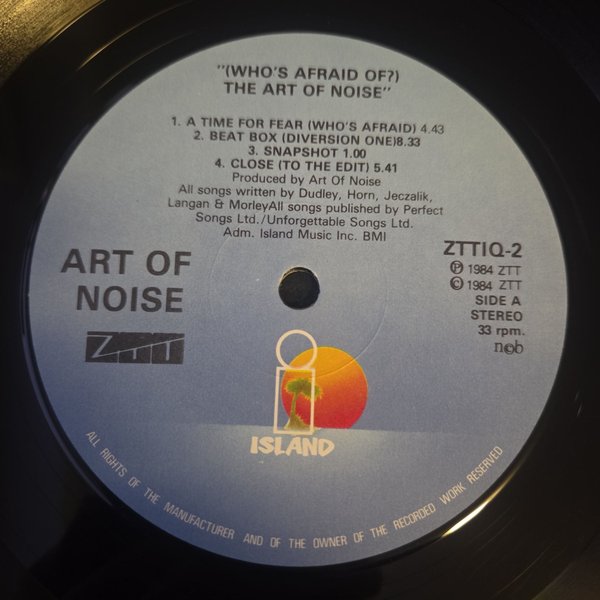 "(WHO'S AFRAID OF?)
THE ART OF NOISE"
1. A TIME FOR FEAR (WHO'S AFRAID) 4.43
2. BEAT BOX (DIVERSION ONE)8.33
3. SNAPSHOT 1.00
4. CLOSE (TO THE EDIT) 5.41
Produced by Art Of Noise
All songs written by Dudley, Horn, Jeczalik,
Langan & MorleyAll songs published by Perfect
Songs Ltd./Unforgettable Songs Ltd.
Adm. Island Music Inc. BMI
ART OF
NOISE
ZTT
ZTTIQ-2
℗ 1984 ZTT
© 1984 ZTT
SIDE A
STEREO
33 rpm.
ncb
i
ISLAND
ALL RIGHTS OF THE MANUFACTURER AND OF THE OWNER OF THE RECORDED WORK RESERVED